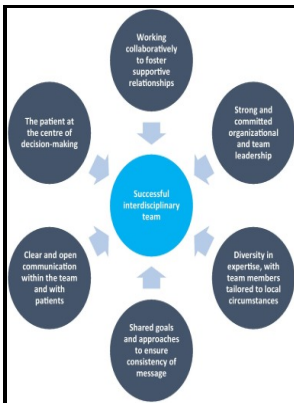 Working
collaboratively
to foster
supportive
relationships
The patient at
the centre of
decision-making
Strong and
committed
organizational
and team
leadership
Successful
interdisciplinary
team
Clear and open
communication
within the team
and with
patients
Diversity in
expertise, with
team members
tailored to local
circumstances
Shared goals
and approaches
to ensure
consistency of
message